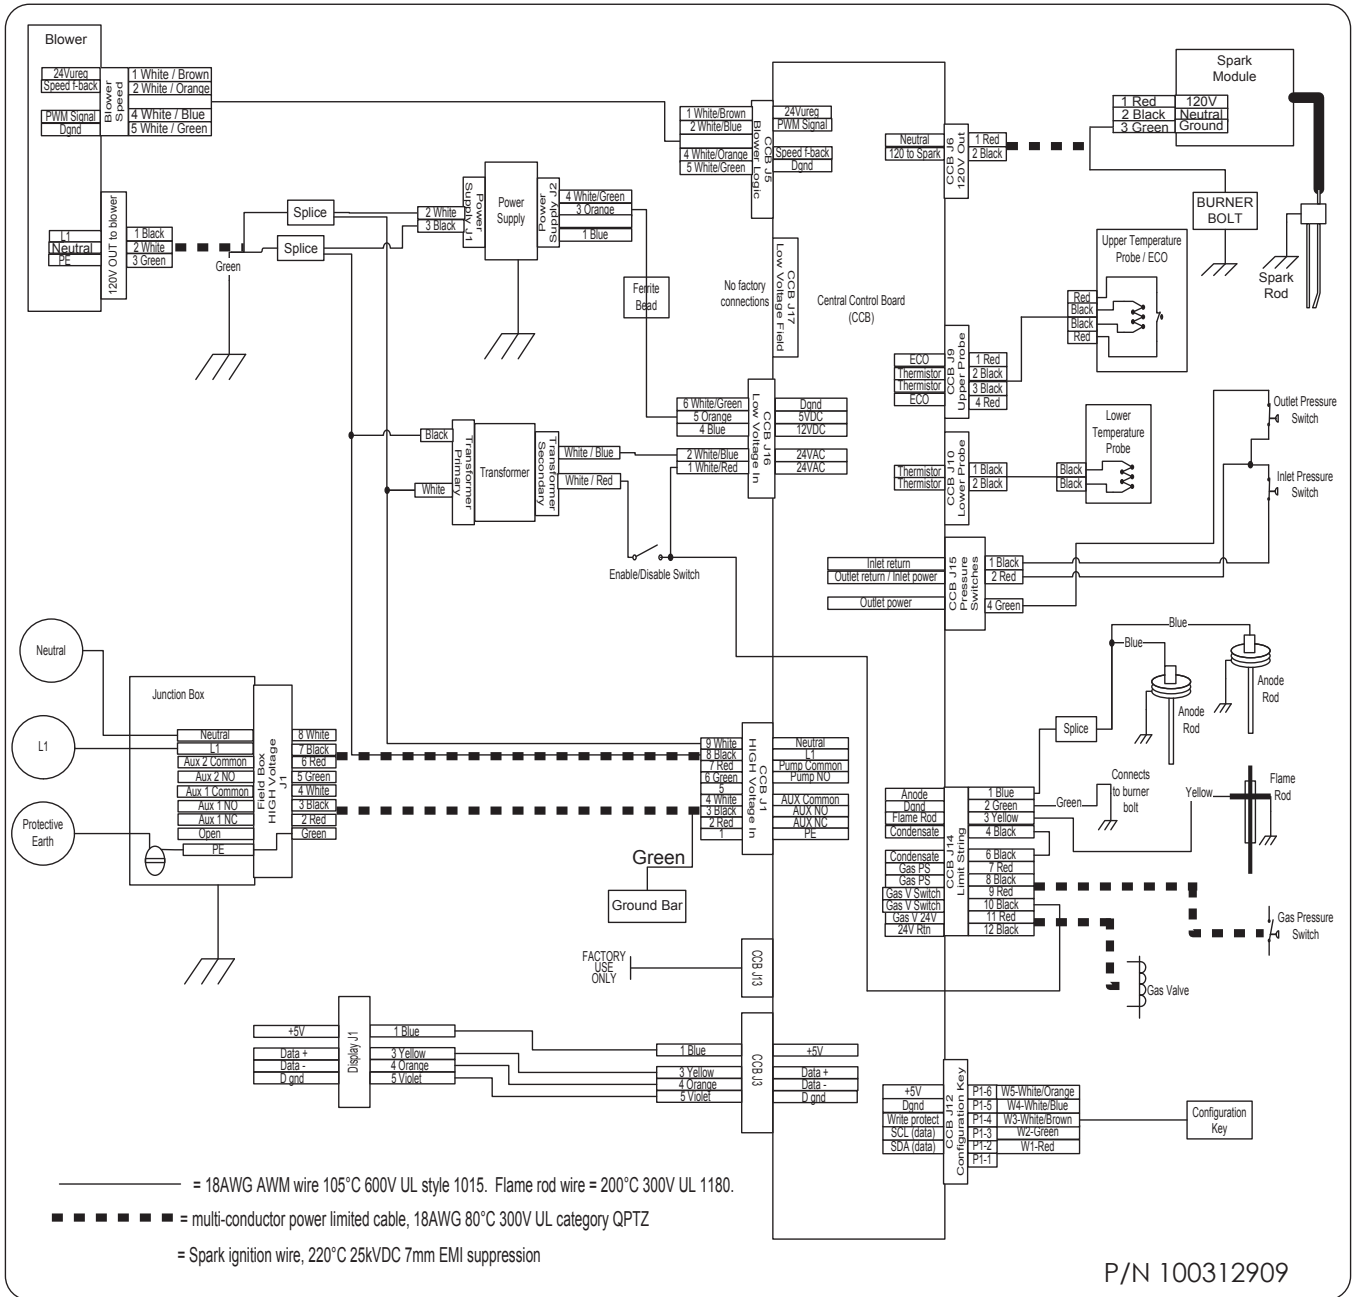 Blower
24Vureg
Speed f-back
PWM Signal
Dgnd
Blower Speed
1 White / Brown
2 White / Orange
4 White / Blue
5 White / Green
L1
Neutral
PE
120V OUT to blower
1 Black
2 White
3 Green
Green
Splice
Splice
2 White
3 Black
Power Supply J1
Power Supply
Power Supply J2
4 White/Green
3 Orange
1 Blue
Ferrite Bead
1 White/Brown
2 White/Blue
4 White/Orange
5 White/Green
CCB J5 Blower Logic
24Vureg
PWM Signal
Speed f-back
Dgnd
No factory connections
CCB J17 Low Voltage Field
Central Control Board (CCB)
Neutral
120 to Spark
CCB J6 120V Out
1 Red
2 Black
Spark Module
1 Red 120V
2 Black Neutral
3 Green Ground
BURNER BOLT
Spark Rod
Upper Temperature Probe / ECO
Red
Black
Black
Red
ECO
Thermistor
Thermistor
ECO
CCB J9 Upper Probe
1 Red
2 Black
3 Black
4 Red
6 White/Green
5 Orange
4 Blue
2 White/Blue
1 White/Red
CCB J16 Low Voltage In
Dgnd
5VDC
12VDC
24VAC
24VAC
Black
White
Transformer Primary
Transformer
Transformer Secondary
White / Blue
White / Red
Enable/Disable Switch
Thermistor
Thermistor
CCB J10 Lower Probe
1 Black
2 Black
Lower Temperature Probe
Black
Black
Outlet Pressure Switch
Inlet Pressure Switch
Inlet return
Outlet return / Inlet power
Outlet power
CCB J15 Pressure Switches
1 Black
2 Red
4 Green
Neutral
L1
Protective Earth
Junction Box
Neutral
L1
Aux 2 Common
Aux 2 NO
Aux 1 Common
Aux 1 NO
Aux 1 NC
Open
PE
Field Box HIGH Voltage J1
8 White
7 Black
6 Red
5 Green
4 White
3 Black
2 Red
Green
9 White
8 Black
7 Red
6 Green
5
4 White
3 Black
2 Red
1
CCB J1 HIGH Voltage In
Neutral
L1
Pump Common
Pump NO
AUX Common
AUX NO
AUX NC
PE
Green
Ground Bar
Blue
Blue
Anode Rod
Anode Rod
Splice
Connects to burner bolt
Green
Yellow
Flame Rod
Anode
Dgnd
Flame Rod
Condensate
Condensate
Gas PS
Gas PS
Gas V Switch
Gas V Switch
Gas V 24V
24V Rtn
CCB J14 Limit String
1 Blue
2 Green
3 Yellow
4 Black
6 Black
7 Red
8 Black
9 Red
10 Black
11 Red
12 Black
Gas Pressure Switch
Gas Valve
FACTORY USE ONLY
CCB J13
+5V
Data +
Data -
D gnd
Display J1
1 Blue
3 Yellow
4 Orange
5 Violet
1 Blue
3 Yellow
4 Orange
5 Violet
CCB J3
+5V
Data +
Data -
D gnd
+5V
Dgnd
Write protect
SCL (data)
SDA (data)
CCB J12 Configuration Key
P1-6 W5-White/Orange
P1-5 W4-White/Blue
P1-4 W3-White/Brown
P1-3 W2-Green
P1-2 W1-Red
P1-1
Configuration Key
= 18AWG AWM wire 105°C 600V UL style 1015. Flame rod wire = 200°C 300V UL 1180.
= multi-conductor power limited cable, 18AWG 80°C 300V UL category QPTZ
= Spark ignition wire, 220°C 25kVDC 7mm EMI suppression
P/N 100312909